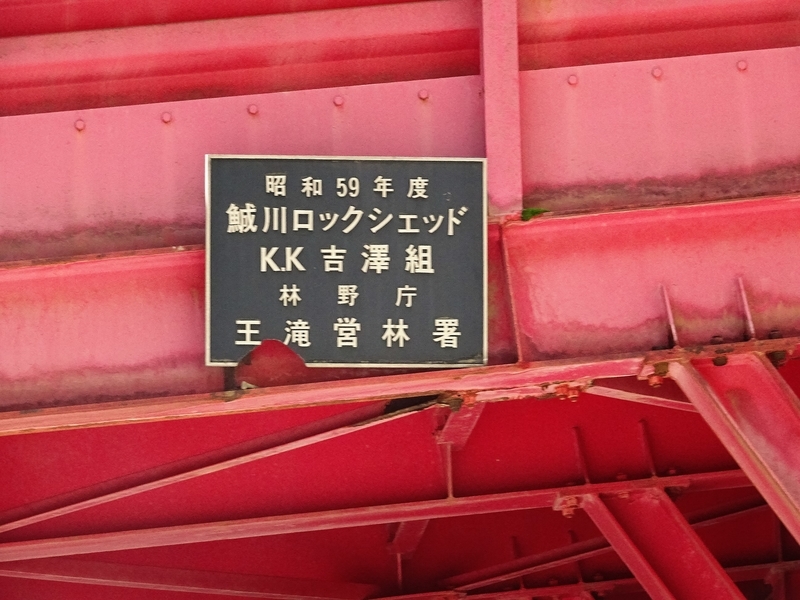 昭和59年度
鯎川ロックシェッド
K.K 吉澤組
林野庁
王滝営林署